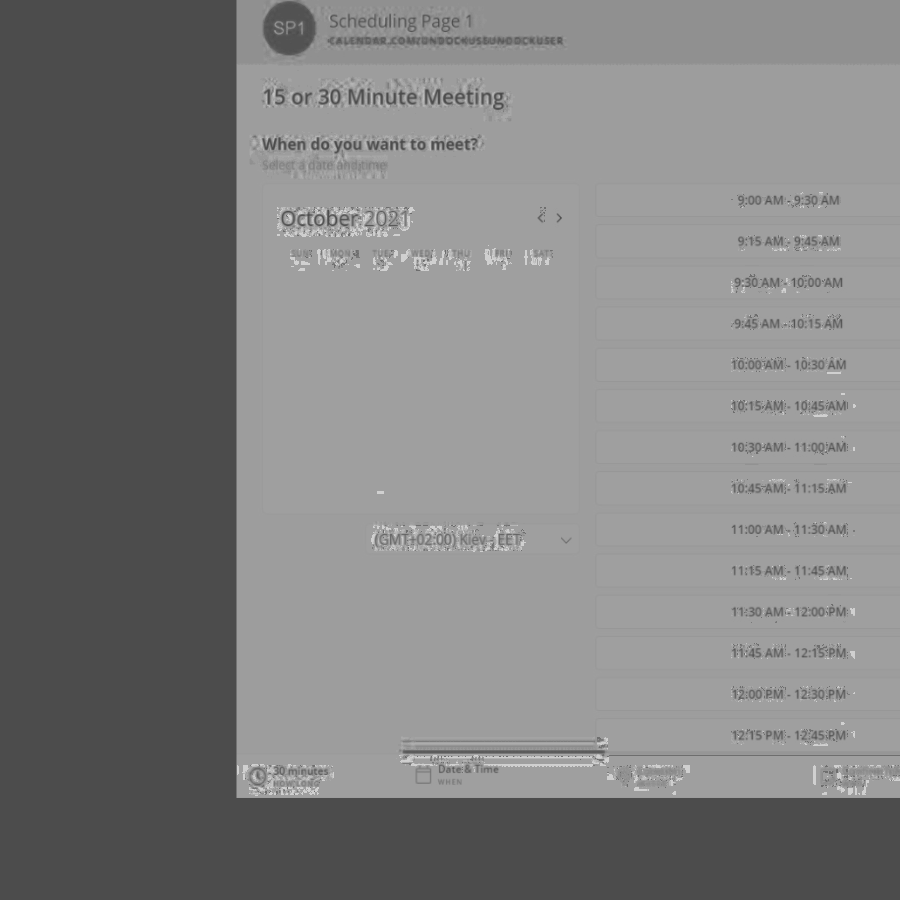 SP1
Scheduling Page 1
15 or 30 Minute Meeting
When do you want to meet?
Select a date and time
October 2021
SUN MON TUE WED THU FRI SAT
(GMT+02:00) Kiev - EET
9:00 AM - 9:30 AM
9:15 AM - 9:45 AM
9:30 AM - 10:00 AM
9:45 AM - 10:15 AM
10:00 AM - 10:30 AM
10:15 AM - 10:45 AM
10:30 AM - 11:00 AM
10:45 AM - 11:15 AM
11:00 AM - 11:30 AM
11:15 AM - 11:45 AM
11:30 AM - 12:00 PM
11:45 AM - 12:15 PM
12:00 PM - 12:30 PM
12:15 PM - 12:45 PM
30 minutes
HOW LONG
Date & Time
WHEN